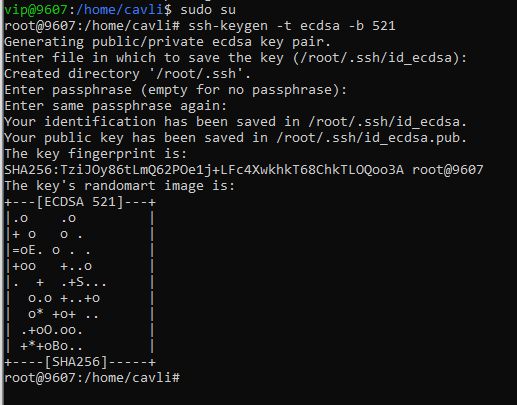 vip@9607:/home/cavli$ sudo su
root@9607:/home/cavli# ssh-keygen -t ecdsa -b 521
Generating public/private ecdsa key pair.
Enter file in which to save the key (/root/.ssh/id_ecdsa):
Created directory '/root/.ssh'.
Enter passphrase (empty for no passphrase):
Enter same passphrase again:
Your identification has been saved in /root/.ssh/id_ecdsa.
Your public key has been saved in /root/.ssh/id_ecdsa.pub.
The key fingerprint is:
SHA256:TziJOy86tLmQ62POe1j+LFc4XwkhkT68ChkTLOQoo3A root@9607
The key's randomart image is:
+---[ECDSA 521]---+
|.o    .o         |
|+ o   o .        |
|=oE. o . .       |
|+oo   +..o       |
|.  +  .+S...     |
|  o.o +..+o      |
|  o* +o+ ..      |
| .+oO.oo.        |
| +*+oBo..        |
+----[SHA256]-----+
root@9607:/home/cavli#